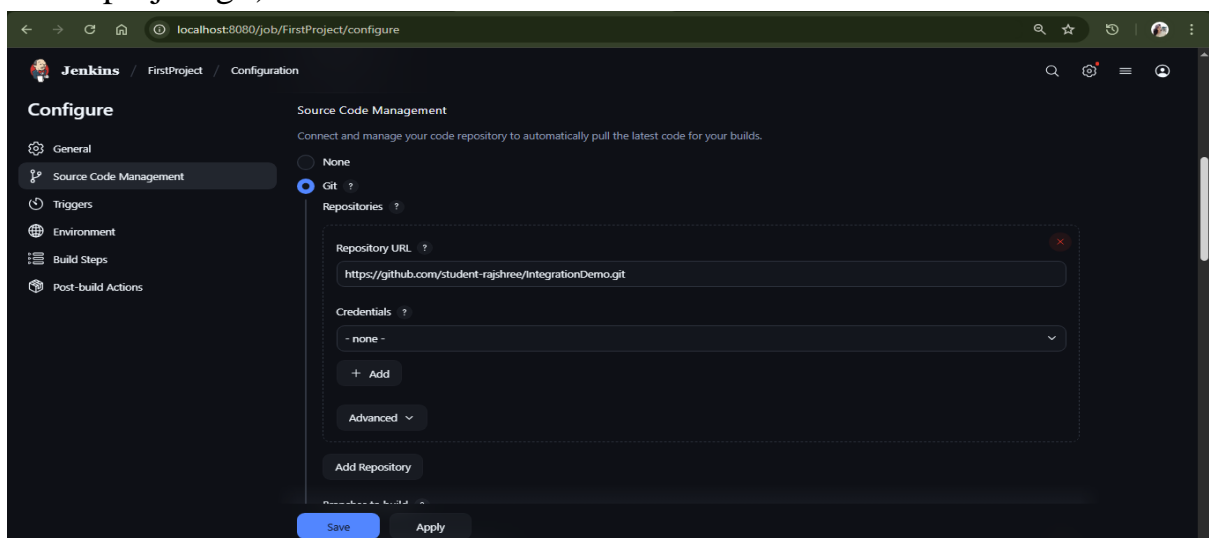 localhost:8080/job/FirstProject/configure
Jenkins / FirstProject / Configuration
Configure
General
Source Code Management
Triggers
Environment
Build Steps
Post-build Actions
Source Code Management
Connect and manage your code repository to automatically pull the latest code for your builds.
None
Git ?
Repositories ?
Repository URL ?
https://github.com/student-rajshree/IntegrationDemo.git
Credentials ?
- none -
+ Add
Advanced
Add Repository
Branches to build ?
Save Apply